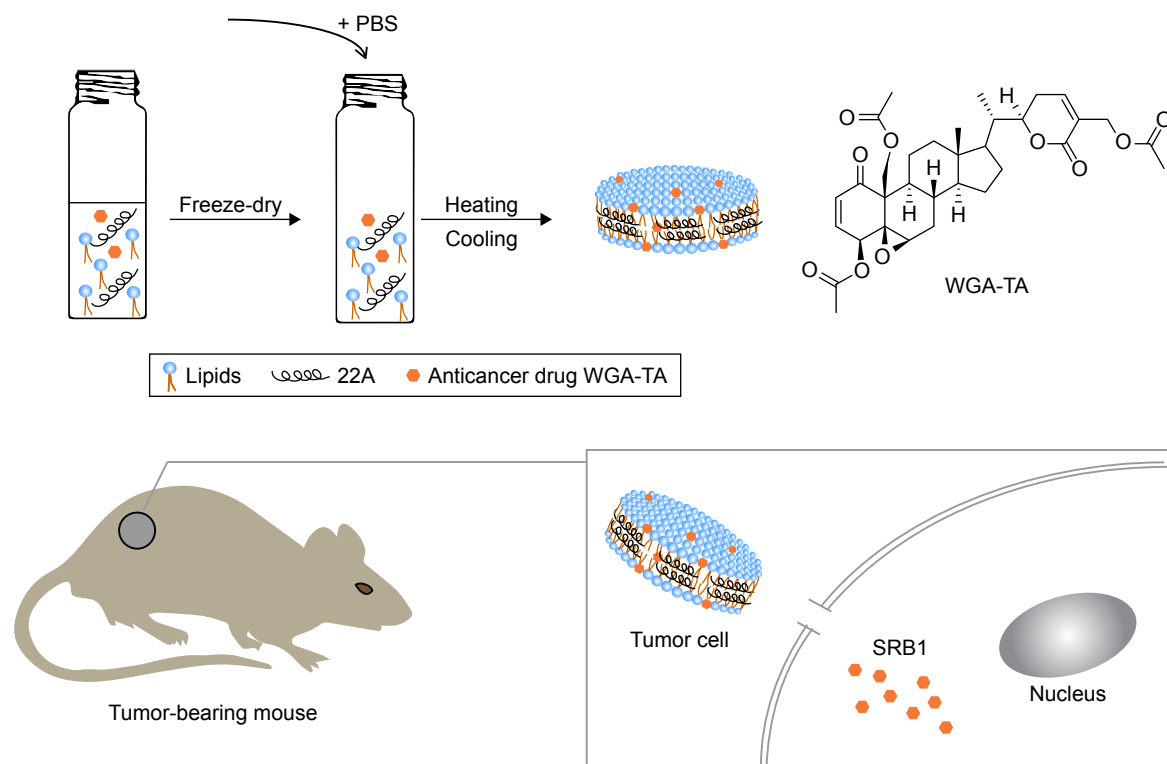 + PBS
Freeze-dry
Heating
Cooling
O
O
O
O
H
O
O
O
O
H
H
H
O
O
O
WGA-TA
Lipids
22A
Anticancer drug WGA-TA
Tumor cell
SRB1
Nucleus
Tumor-bearing mouse